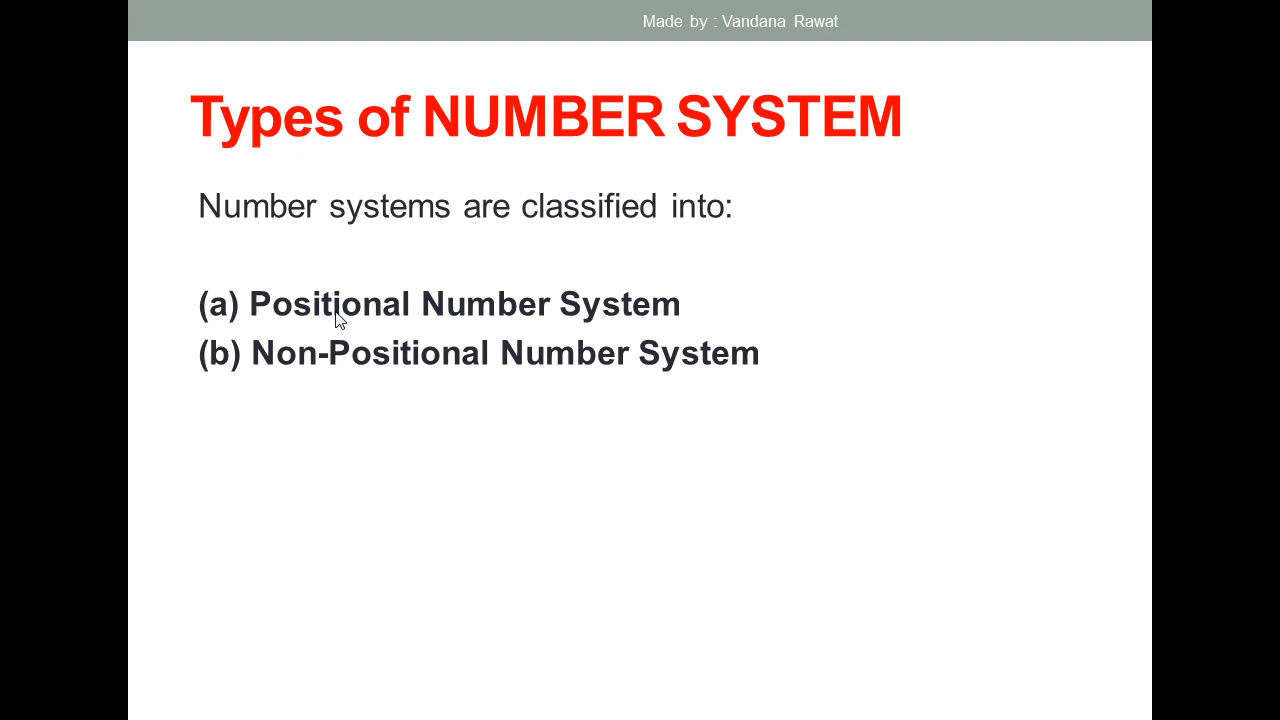 Made by : Vandana Rawat
Types of NUMBER SYSTEM
Number systems are classified into:
(a) Positional Number System
(b) Non-Positional Number System